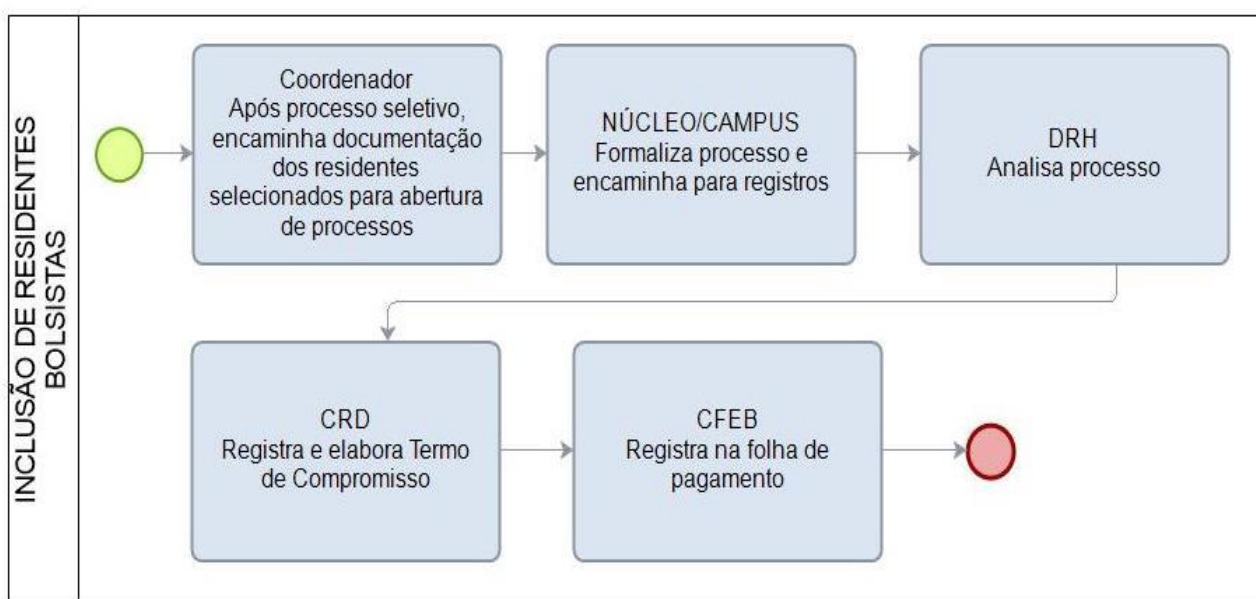 INCLUSÃO DE RESIDENTES
BOLSISTAS
Coordenador
Após processo seletivo,
encaminha documentação
dos residentes
selecionados para abertura
de processos
NÚCLEO/CAMPUS
Formaliza processo e
encaminha para registros
DRH
Analisa processo
CRD
Registra e elabora Termo
de Compromisso
CFEB
Registra na folha de
pagamento